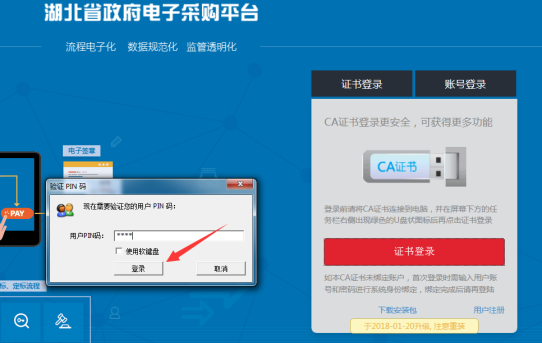 湖北省政府电子采购平台
流程电子化 数据规范化 监管透明化
证书登录 账号登录
CA证书登录更安全，可获得更多功能
电子签章
CA证书
验证 PIN 码
现在需要验证您的用户 PIN 码：
PAY
用户PIN码： ****
使用软键盘
登录 取消
登录前请将CA证书连接到电脑，并在屏幕下方的任
务栏右侧出现绿色的U盘状图标后再点击证书登录
证书登录
如本CA证书未绑定账户，首次登录时需输入用户账
号和密码进行系统身份绑定，绑定完成后请再登陆
标、定标流程
下载安装包 用户注册
于2018-01-20升级, 注意重装